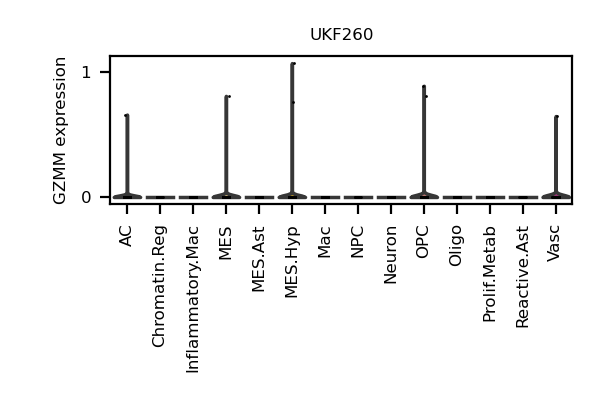 UKF260
GZMM expression
1
0
AC
Chromatin.Reg
Inflammatory.Mac
MES
MES.Ast
MES.Hyp
Mac
NPC
Neuron
OPC
Oligo
Prolif.Metab
Reactive.Ast
Vasc